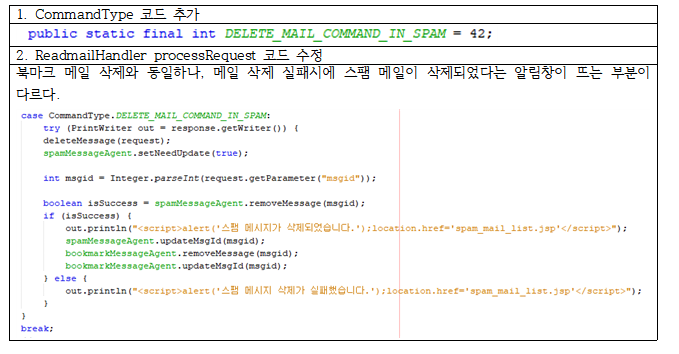 1. CommandType 코드 추가
public static final int DELETE_MAIL_COMMAND_IN_SPAM = 42;
2. ReadmailHandler processRequest 코드 수정
북마크 메일 삭제와 동일하나, 메일 삭제 실패시에 스팸 메일이 삭제되었다는 알림창이 뜨는 부분이
다르다.
case CommandType.DELETE_MAIL_COMMAND_IN_SPAM:
try (PrintWriter out = response.getWriter()) {
deleteMessage(request);
spamMessageAgent.setNeedUpdate(true);
int msgid = Integer.parseInt(request.getParameter("msgid"));
boolean isSuccess = spamMessageAgent.removeMessage(msgid);
if (isSuccess) {
out.println("<script>alert('스팸 메시지가 삭제되었습니다.');location.href='spam_mail_list.jsp'</script>");
spamMessageAgent.updateMsgId(msgid);
bookmarkMessageAgent.removeMessage(msgid);
bookmarkMessageAgent.updateMsgId(msgid);
} else {
out.println("<script>alert('스팸 메시지 삭제가 실패했습니다.');location.href='spam_mail_list.jsp'</script>");
}
}
break;